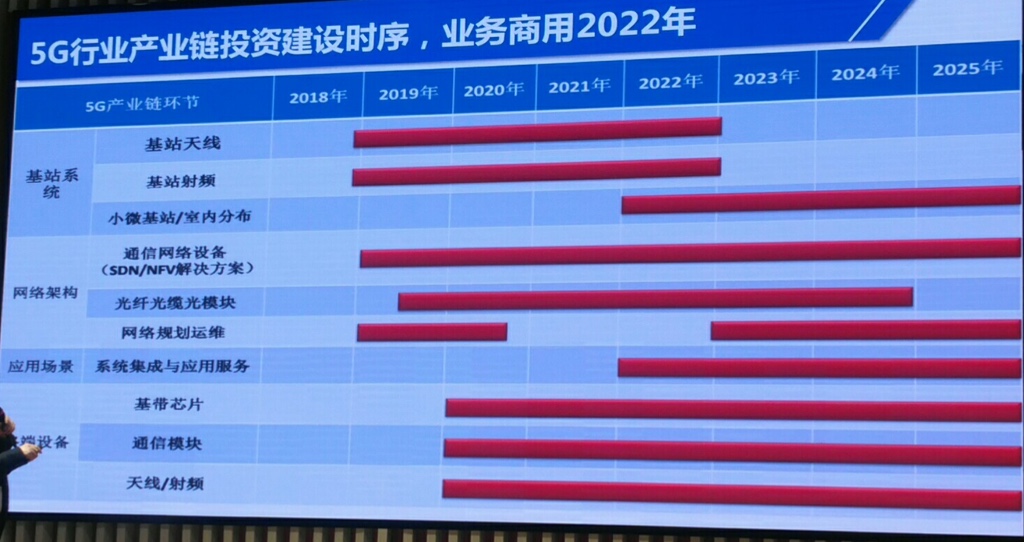 5G行业产业链投资建设时序，业务商用2022年
5G产业链环节 2018年 2019年 2020年 2021年 2022年 2023年 2024年 2025年
基站系统
基站天线
基站射频
小微基站/室内分布
网络架构
通信网络设备
（SDN/NFV解决方案）
光纤光缆光模块
网络规划运维
应用场景
系统集成与应用服务
端设备
基带芯片
通信模块
天线/射频